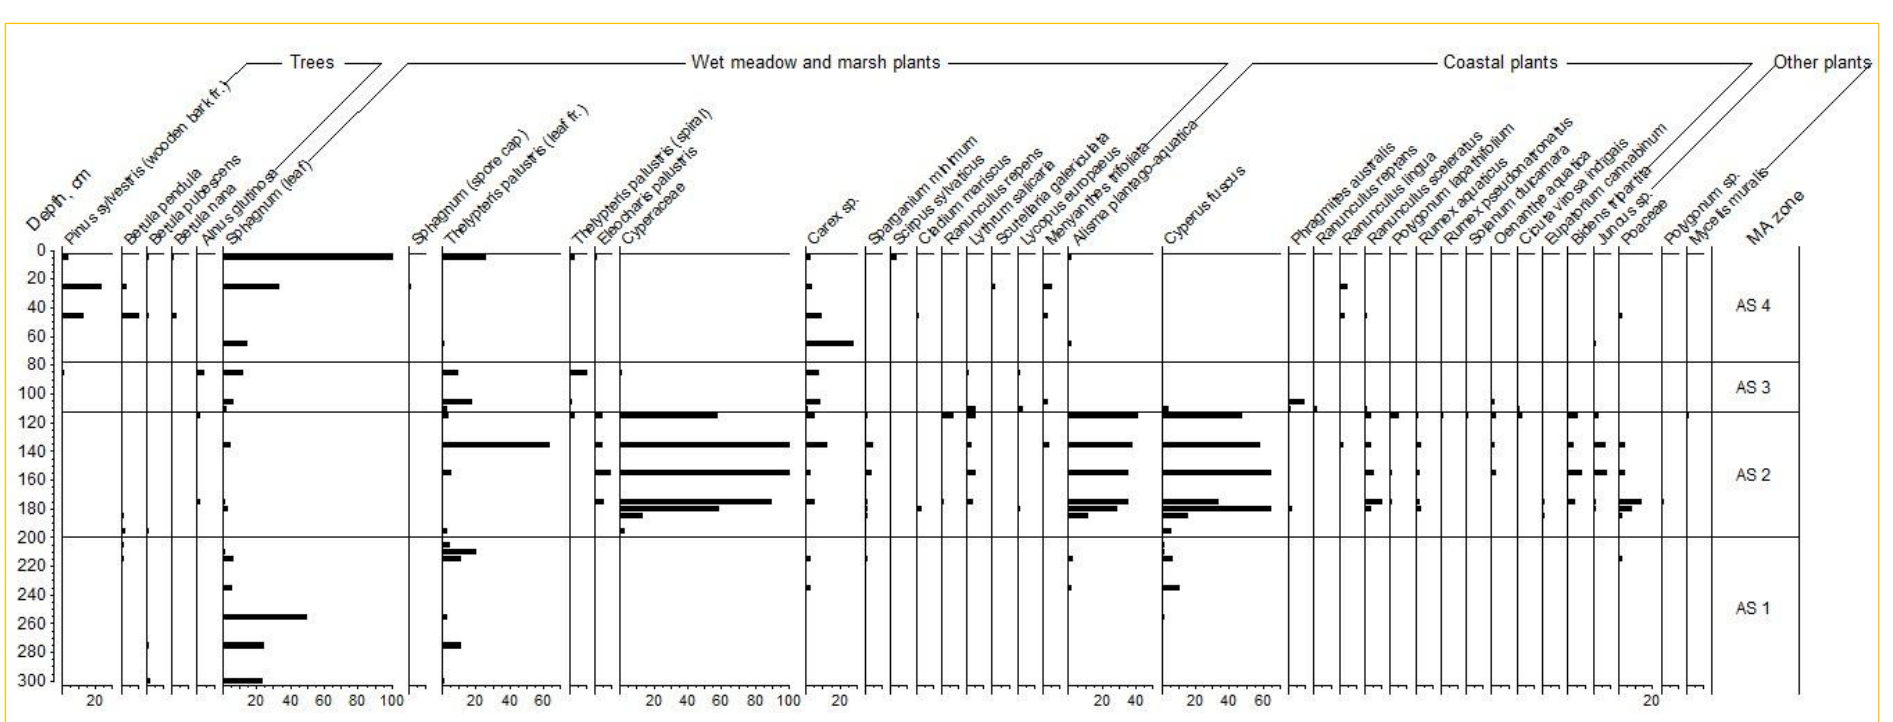 Trees
Wet meadow and marsh plants
Coastal plants
Other plants
Depth, cm
Pinus sylvestris (wooden bark fr.)
Betula pendula
Betula pubescens
Betula nana
Alnus glutinosa
Sphagnum (leaf)
Sphagnum (spore cap)
Thelypteris palustris (leaf fr.)
Thelypteris palustris (spiral)
Eleocharis palustris
Cyperaceae
Carex sp.
Sparganium minimum
Scirpus sylvaticus
Cladium mariscus
Ranunculus repens
Lythrum salicaria
Scutellaria galericulata
Lycopus europaeus
Menyanthes trifoliata
Alisma plantago-aquatica
Cyperus fuscus
Phragmites australis
Ranunculus reptans
Ranunculus lingua
Ranunculus sceleratus
Polygonum lapathifolium
Rumex aquaticus
Rumex pseudonatronatus
Solanum dulcamara
Oenanthe aquatica
Cicuta virosa indigais
Eupatorium cannabinum
Bidens tripartita
Juncus sp.
Poaceae
Polygonum sp.
Mycelis muralis
MA zone
0
20
40
60
80
100
120
140
160
180
200
220
240
260
280
300
AS 4
AS 3
AS 2
AS 1
20 20 40 60 80 100 20 40 60 20 40 60 80 100 20 20 40 20 40 60 20